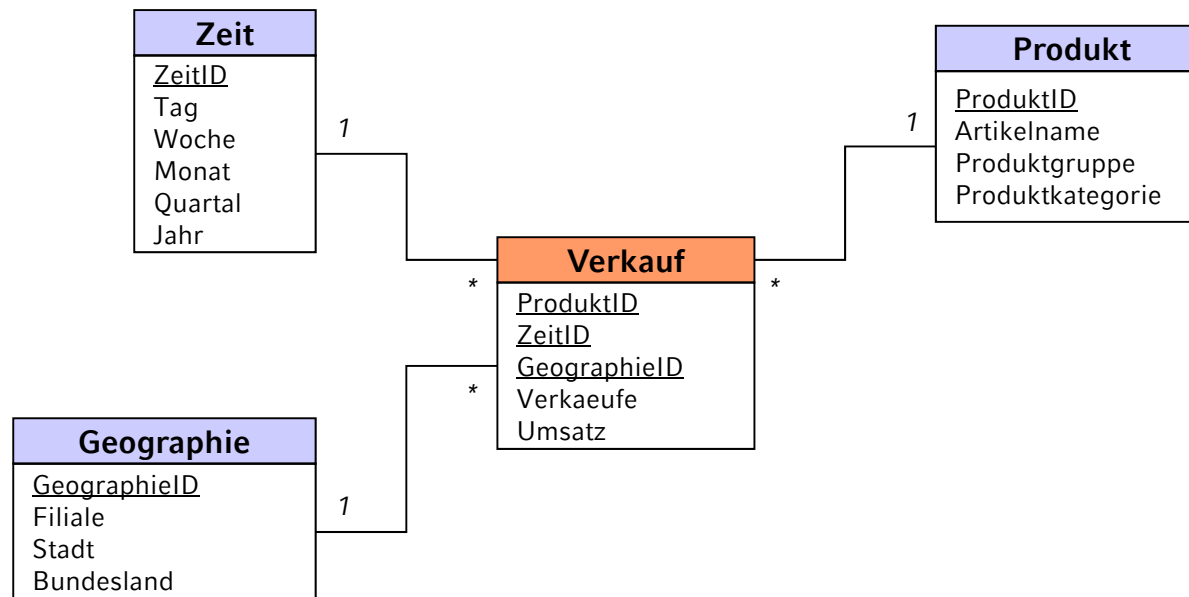 Zeit
ZeitID
Tag
Woche
Monat
Quartal
Jahr
1
*
Produkt
ProduktID
Artikelname
Produktgruppe
Produktkategorie
1
*
Verkauf
ProduktID
ZeitID
GeographieID
Verkaeufe
Umsatz
*
1
Geographie
GeographieID
Filiale
Stadt
Bundesland